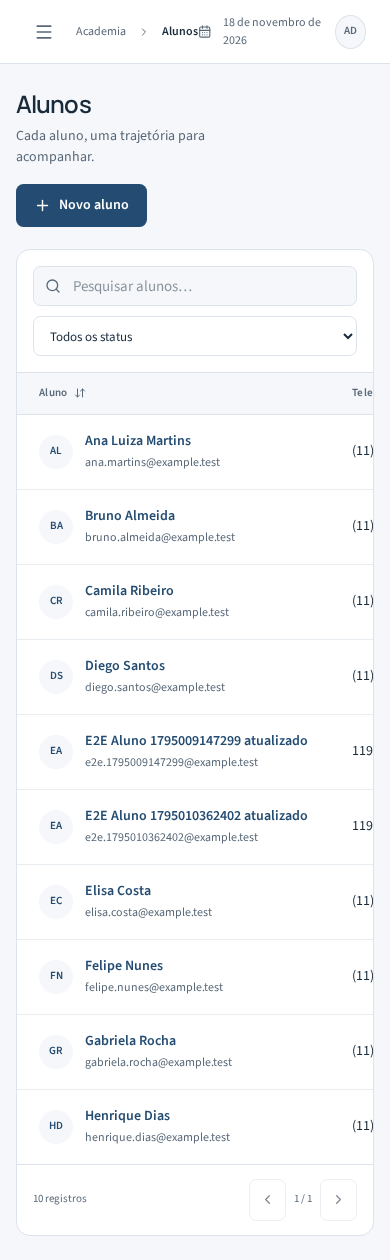 Academia > Alunos 18 de novembro de
2026
AD
Alunos
Cada aluno, uma trajetória para
acompanhar.
+ Novo aluno
Pesquisar alunos...
Todos os status
Aluno Tele
AL Ana Luiza Martins (11)
ana.martins@example.test
BA Bruno Almeida (11)
bruno.almeida@example.test
CR Camila Ribeiro (11)
camila.ribeiro@example.test
DS Diego Santos (11)
diego.santos@example.test
EA E2E Aluno 1795009147299 atualizado 119
e2e.1795009147299@example.test
EA E2E Aluno 1795010362402 atualizado 119
e2e.1795010362402@example.test
EC Elisa Costa (11)
elisa.costa@example.test
FN Felipe Nunes (11)
felipe.nunes@example.test
GR Gabriela Rocha (11)
gabriela.rocha@example.test
HD Henrique Dias (11)
henrique.dias@example.test
10 registros < 1 / 1 >